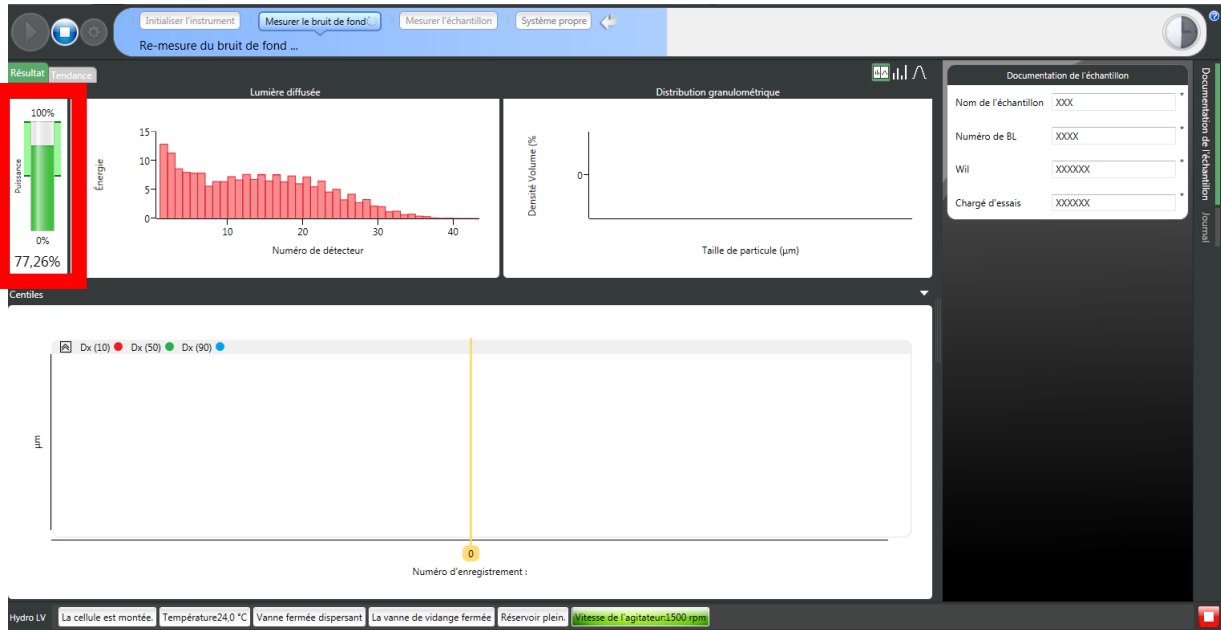 Initialiser l'instrument Mesurer le bruit de fond Mesurer l'échantillon Système propre
Re-mesure du bruit de fond ...
Résultat Tendance
100%
Puissance
0%
77,26%
Lumière diffusée
15
10
5
0
Énergie
10 20 30 40
Numéro de détecteur
Distribution granulométrique
Densité Volume (%
0
Taille de particule (µm)
Documentation de l'échantillon
Nom de l'échantillon XXX *
Numéro de BL XXXX *
Wil XXXXXX *
Chargé d'essais XXXXXX *
Documentation de l'échantillon
Journal
Centiles
Dx (10) Dx (50) Dx (90)
µm
0
Numéro d'enregistrement :
Hydro LV La cellule est montée. Température24,0 °C Vanne fermée dispersant La vanne de vidange fermée Réservoir plein. Vitesse de l'agitateur:1500 rpm